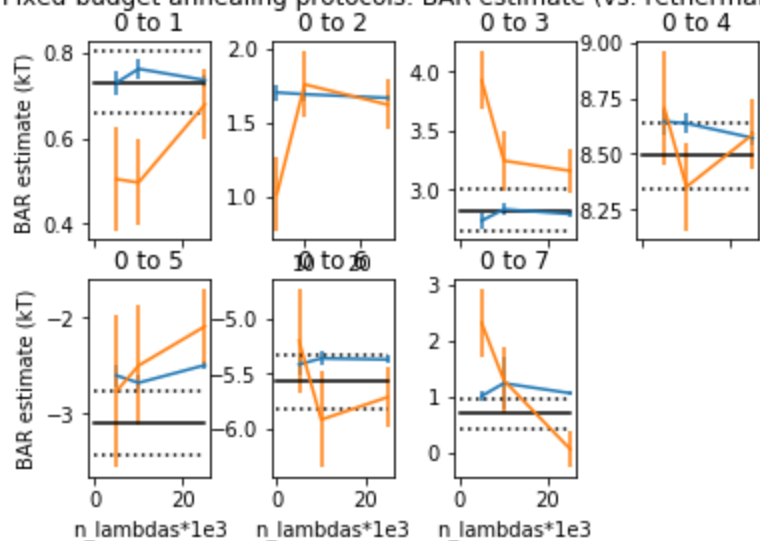 Fixed budget annealing protocols: BAR estimate (vs. retherma
0 to 1
0 to 2
0 to 3
0 to 4
BAR estimate (kT)
0.8
0.6
0.4
2.0
1.5
1.0
4.0
3.5
3.0
9.00
8.75
8.50
8.25
10
20
0 to 5
0 to 6
0 to 7
BAR estimate (kT)
−2
−3
−5.0
−5.5
−6.0
3
2
1
0
0
20
0
20
0
20
n_lambdas*1e3
n_lambdas*1e3
n_lambdas*1e3